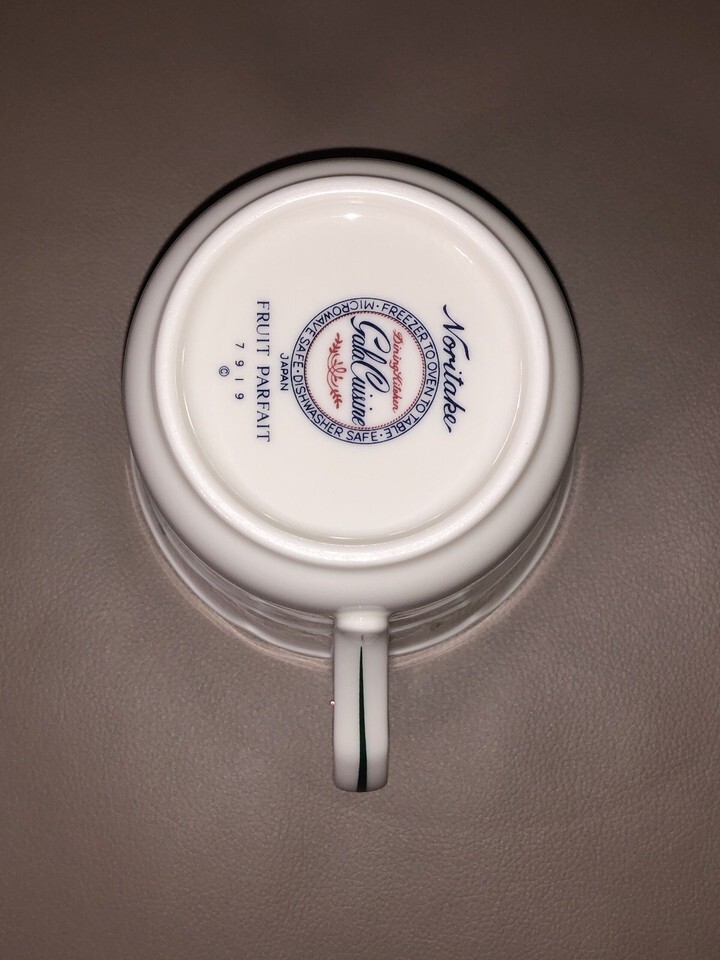 Noritake
FREEZER TO OVEN TO TABLE · DISHWASHER SAFE · MICROWAVE SAFE ·
Dining Kitchen
Gala Cuisine
JAPAN
FRUIT PARFAIT
7919
©